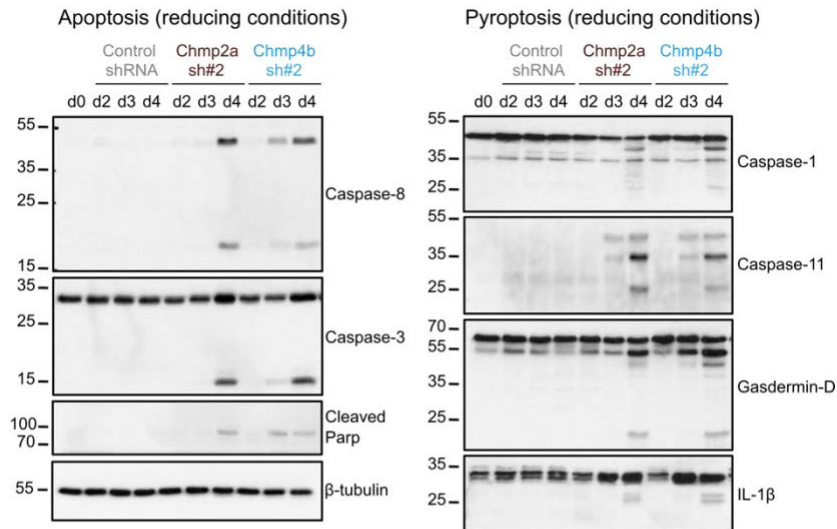 Apoptosis (reducing conditions)
Control shRNA
Chmp2a sh#2
Chmp4b sh#2
d0 d2 d3 d4 d2 d3 d4 d2 d3 d4
55
35
25
15
Caspase-8
35
25
15
Caspase-3
100
70
Cleaved Parp
55
β-tubulin
Pyroptosis (reducing conditions)
Control shRNA
Chmp2a sh#2
Chmp4b sh#2
d0 d2 d3 d4 d2 d3 d4 d2 d3 d4
55
35
25
Caspase-1
55
35
25
Caspase-11
70
55
35
25
Gasdermin-D
35
25
IL-1β